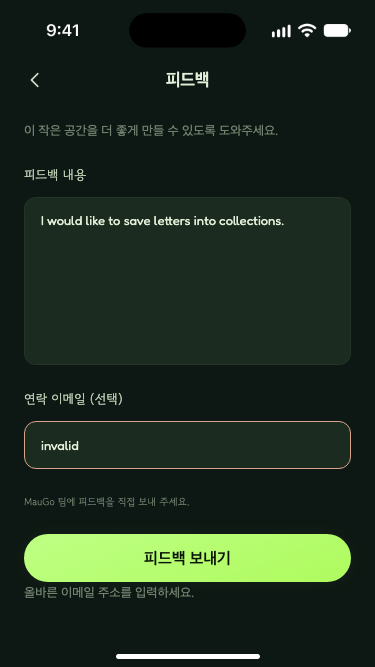 9:41
피드백
이 작은 공간을 더 좋게 만들 수 있도록 도와주세요.
피드백 내용
I would like to save letters into collections.
연락 이메일 (선택)
invalid
MauGo 팀에 피드백을 직접 보내 주세요.
피드백 보내기
올바른 이메일 주소를 입력하세요.